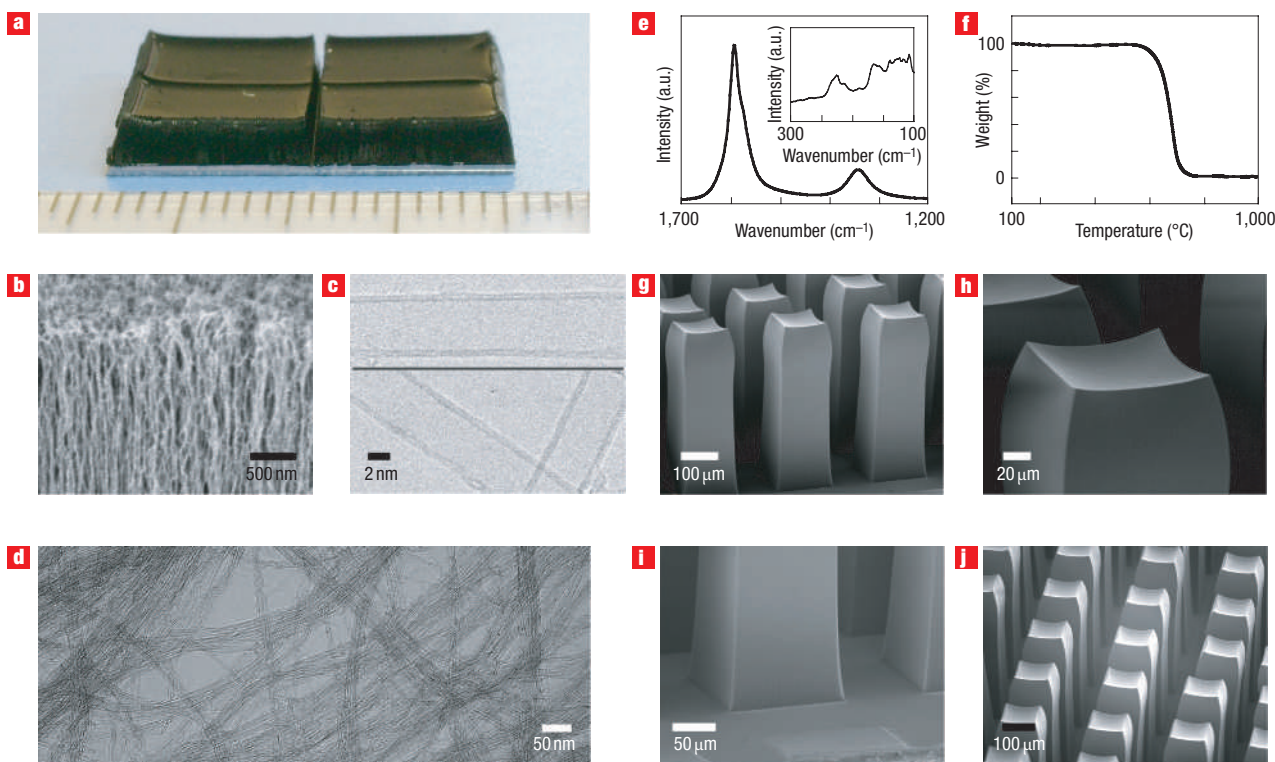 a
b
500 nm
c
2 nm
d
50 nm
e
Intensity (a.u.)
Intensity (a.u.)
300
100
Wavenumber (cm–1)
1,700
1,200
Wavenumber (cm–1)
f
Weight (%)
100
0
100
1,000
Temperature (°C)
g
100 μm
h
20 μm
i
50 μm
j
100 μm